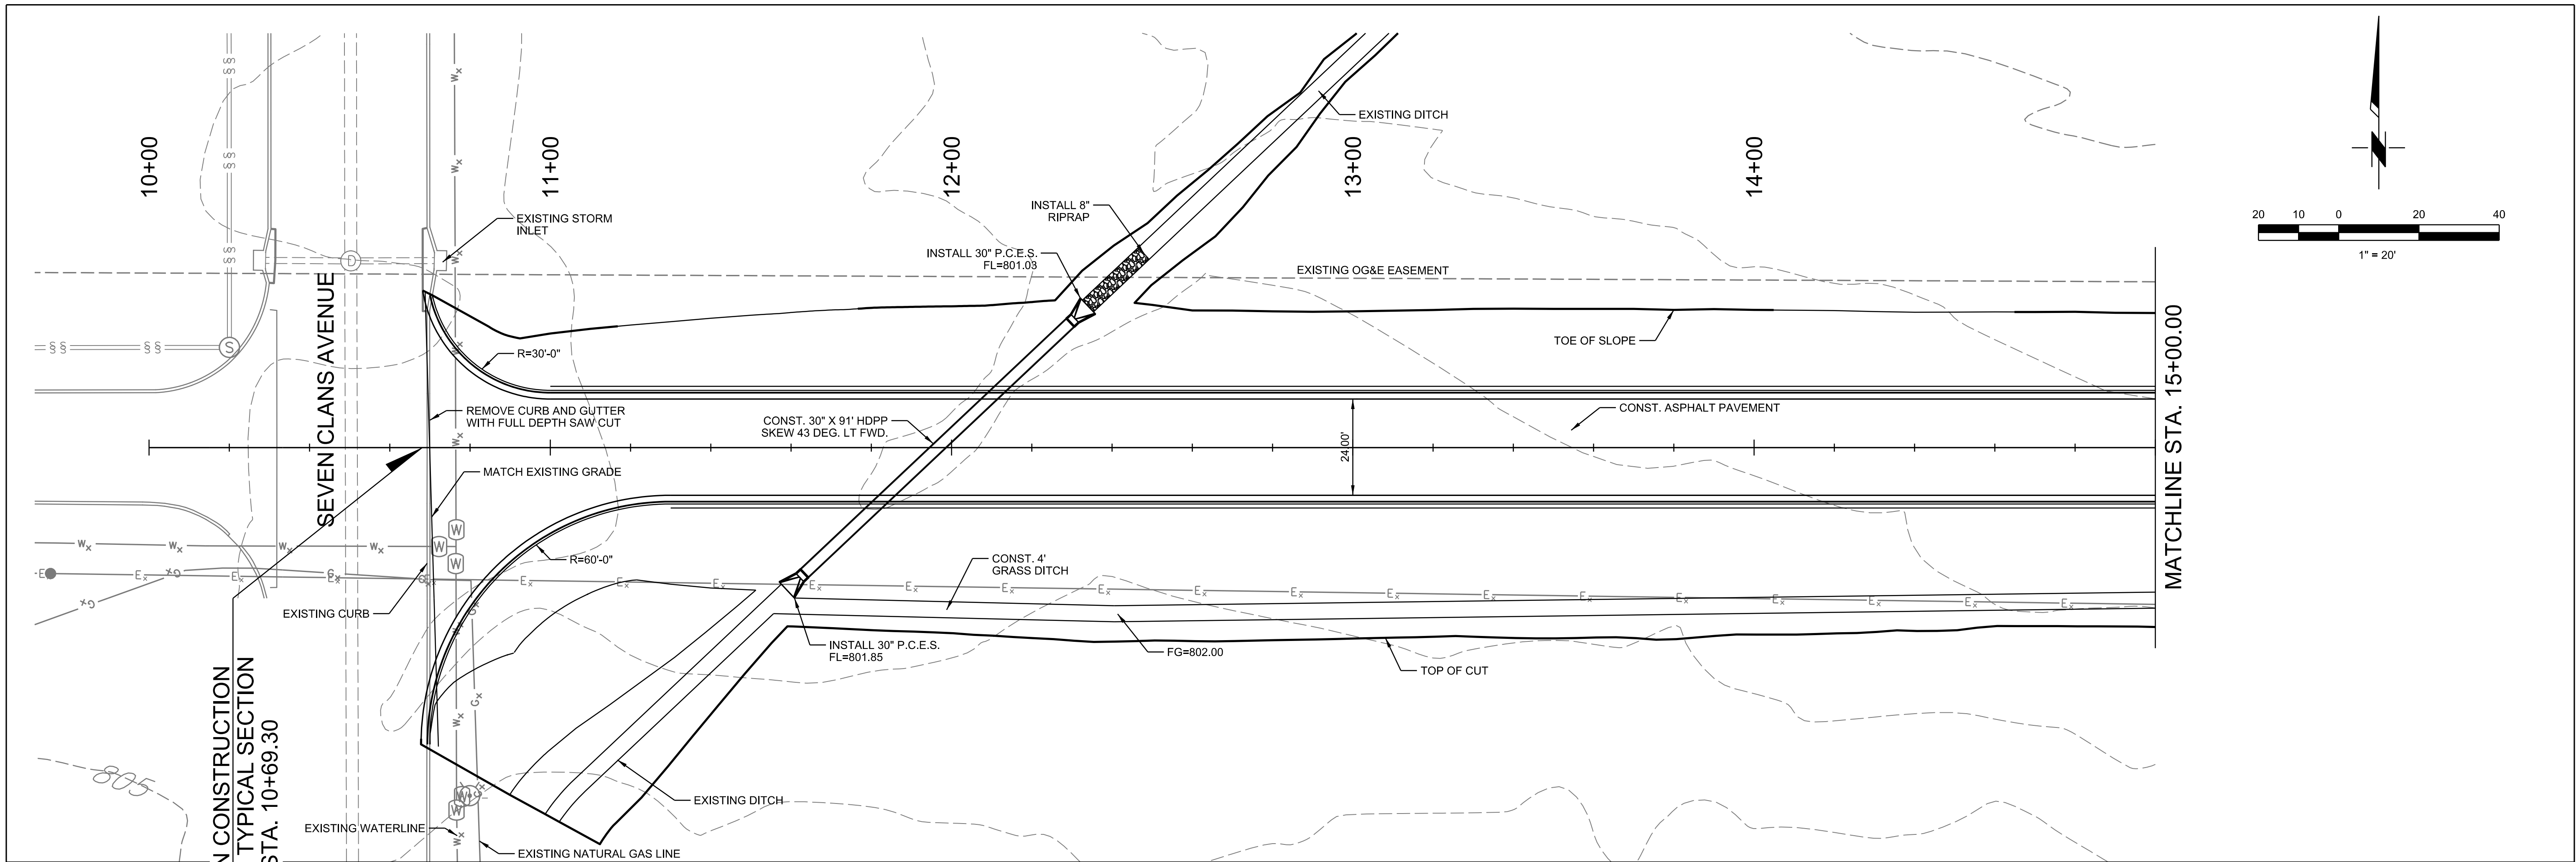 10+00
11+00
12+00
13+00
14+00
EXISTING DITCH
20 10 0 20 40
1" = 20'
INSTALL 8"
RIPRAP
EXISTING STORM
INLET
INSTALL 30" P.C.E.S.
FL=801.03
EXISTING OG&E EASEMENT
D
S
SEVEN CLANS AVENUE
R=30'-0"
TOE OF SLOPE
MATCHLINE STA. 15+00.00
REMOVE CURB AND GUTTER
WITH FULL DEPTH SAW CUT
CONST. 30" X 91' HDPP
SKEW 43 DEG. LT FWD.
24.00'
CONST. ASPHALT PAVEMENT
MATCH EXISTING GRADE
W
W
W
R=60'-0"
CONST. 4'
GRASS DITCH
EXISTING CURB
INSTALL 30" P.C.E.S.
FL=801.85
FG=802.00
TOP OF CUT
N CONSTRUCTION
TYPICAL SECTION
STA. 10+69.30
805
EXISTING DITCH
W
W
EXISTING WATERLINE
EXISTING NATURAL GAS LINE